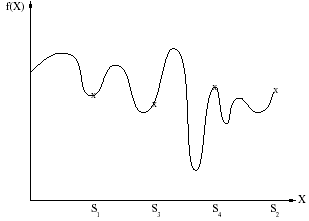 f(X)
x x x x
X
S1 S3 S4 S2